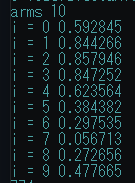 arms 10
i = 0 0.592845
i = 1 0.844266
i = 2 0.857946
i = 3 0.847252
i = 4 0.623564
i = 5 0.384382
i = 6 0.297535
i = 7 0.056713
i = 8 0.272656
i = 9 0.477665